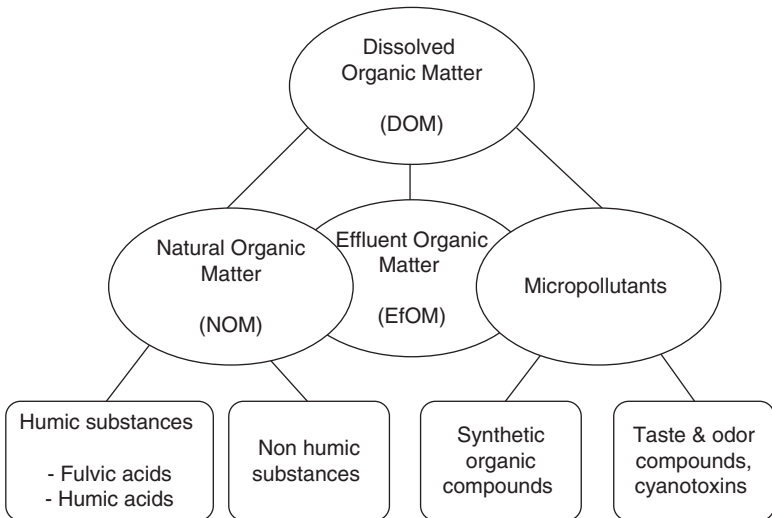 Dissolved
Organic Matter
(DOM)
Natural Organic
Matter
(NOM)
Effluent Organic
Matter
(EfOM)
Micropollutants
Humic substances
- Fulvic acids
- Humic acids
Non humic
substances
Synthetic
organic
compounds
Taste & odor
compounds,
cyanotoxins